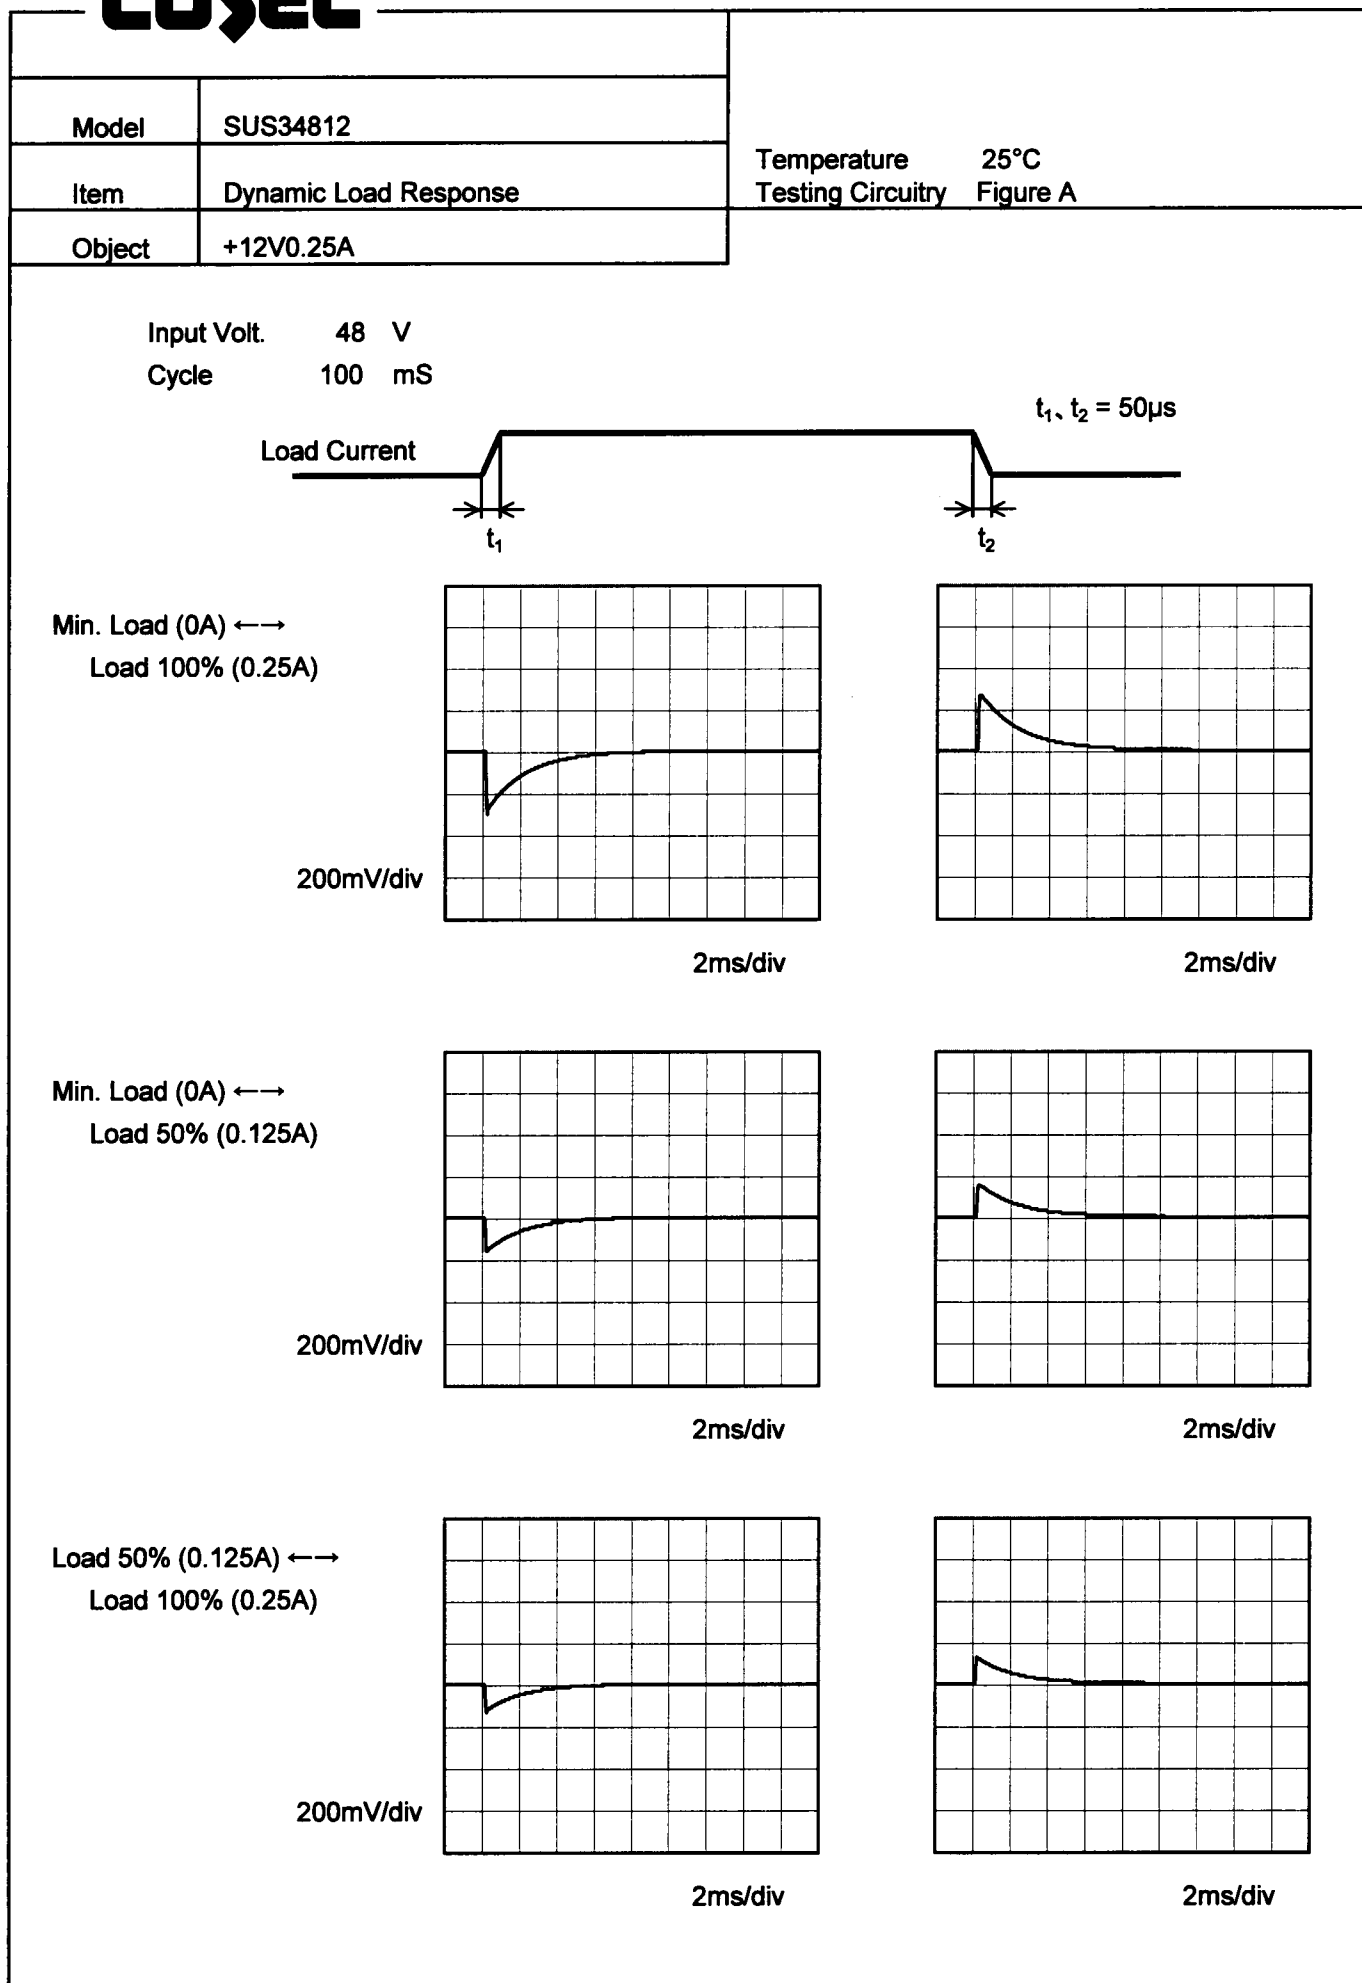 COSEL
Model SUS34812
Item Dynamic Load Response
Object +12V0.25A
Temperature 25°C
Testing Circuitry Figure A
Input Volt. 48 V
Cycle 100 mS
t₁、t₂ = 50µs
Load Current
t₁ t₂
Min. Load (0A) ←→
Load 100% (0.25A)
200mV/div
2ms/div 2ms/div
Min. Load (0A) ←→
Load 50% (0.125A)
200mV/div
2ms/div 2ms/div
Load 50% (0.125A) ←→
Load 100% (0.25A)
200mV/div
2ms/div 2ms/div